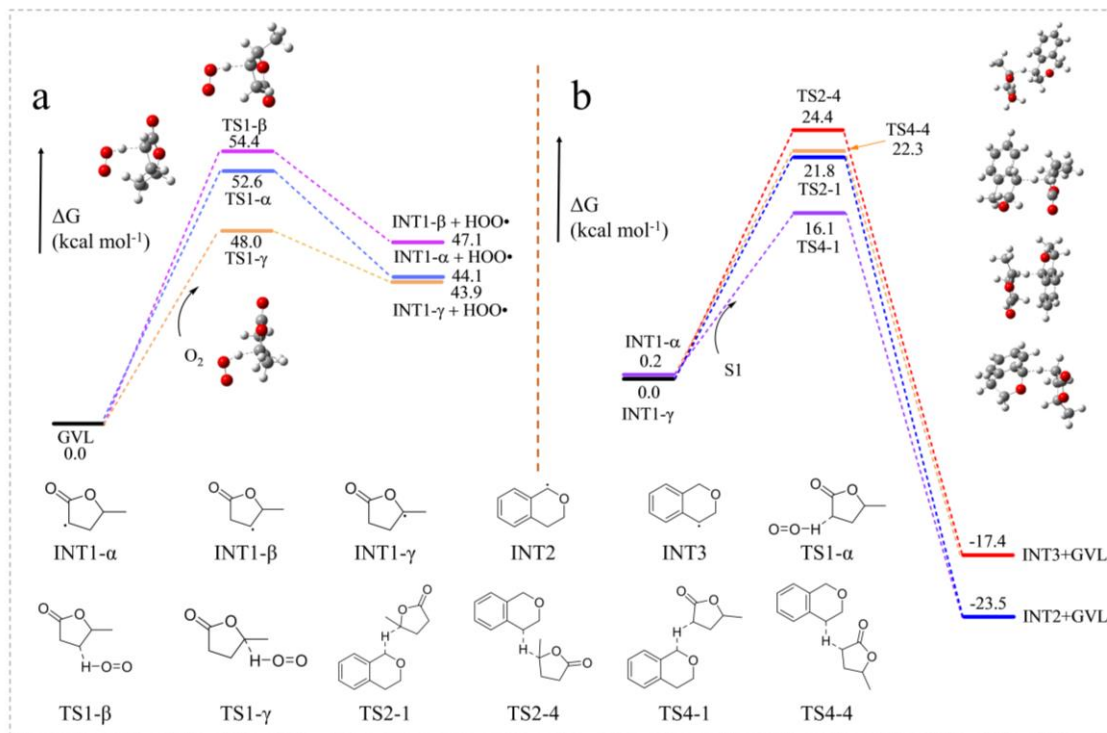 a
ΔG
(kcal mol⁻¹)
TS1-β
54.4
52.6
TS1-α
48.0
TS1-γ
O₂
GVL
0.0
INT1-β + HOO•
47.1
INT1-α + HOO•
44.1
43.9
INT1-γ + HOO•
b
ΔG
(kcal mol⁻¹)
TS2-4
24.4
TS4-4
22.3
21.8
TS2-1
16.1
TS4-1
S1
INT1-α
0.2
0.0
INT1-γ
-17.4
INT3+GVL
-23.5
INT2+GVL
O
O
•
INT1-α
O
O
•
INT1-β
O
O
•
INT1-γ
•
O
INT2
O
•
INT3
O
O
O=O--H
TS1-α
O
O
H--O=O
TS1-β
O
O
H--O=O
TS1-γ
O
O
H
O
TS2-1
O
H
O
O
TS2-4
O
O
H
O
TS4-1
O
H
O
O
TS4-4